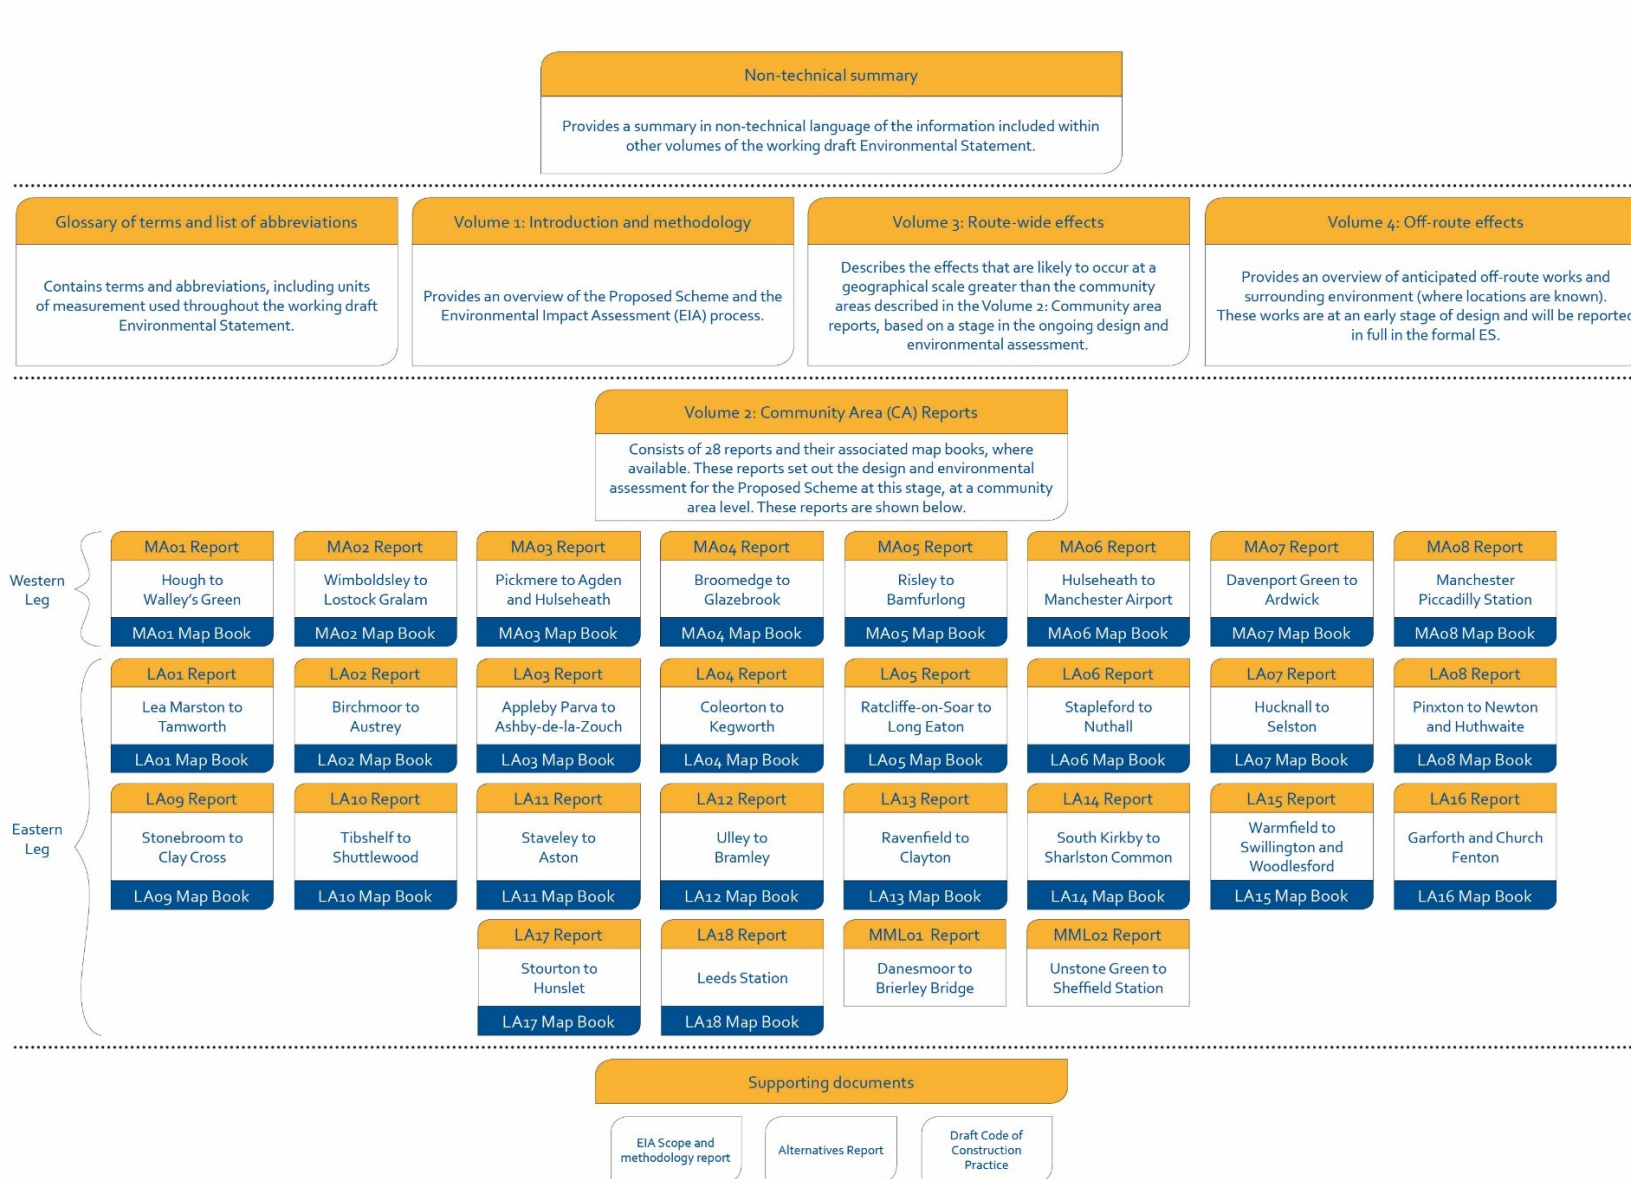 Non-technical summary
Provides a summary in non-technical language of the information included within
other volumes of the working draft Environmental Statement.
Glossary of terms and list of abbreviations
Contains terms and abbreviations, including units
of measurement used throughout the working draft
Environmental Statement.
Volume 1: Introduction and methodology
Provides an overview of the Proposed Scheme and the
Environmental Impact Assessment (EIA) process.
Volume 3: Route-wide effects
Describes the effects that are likely to occur at a
geographical scale greater than the community
areas described in the Volume 2: Community area
reports, based on a stage in the ongoing design and
environmental assessment.
Volume 4: Off-route effects
Provides an overview of anticipated off-route works and
surrounding environment (where locations are known).
These works are at an early stage of design and will be reported
in full in the formal ES.
Volume 2: Community Area (CA) Reports
Consists of 28 reports and their associated map books, where
available. These reports set out the design and environmental
assessment for the Proposed Scheme at this stage, at a community
area level. These reports are shown below.
Western
Leg
MA01 Report
Hough to
Walley's Green
MA01 Map Book
MA02 Report
Wimboldsley to
Lostock Gralam
MA02 Map Book
MA03 Report
Pickmere to Agden
and Hulseheath
MA03 Map Book
MA04 Report
Broomedge to
Glazebrook
MA04 Map Book
MA05 Report
Risley to
Bamfurlong
MA05 Map Book
MA06 Report
Hulseheath to
Manchester Airport
MA06 Map Book
MA07 Report
Davenport Green to
Ardwick
MA07 Map Book
MA08 Report
Manchester
Piccadilly Station
MA08 Map Book
Eastern
Leg
LA01 Report
Lea Marston to
Tamworth
LA01 Map Book
LA02 Report
Birchmoor to
Austrey
LA02 Map Book
LA03 Report
Appleby Parva to
Ashby-de-la-Zouch
LA03 Map Book
LA04 Report
Coleorton to
Kegworth
LA04 Map Book
LA05 Report
Ratcliffe-on-Soar to
Long Eaton
LA05 Map Book
LA06 Report
Stapleford to
Nuthall
LA06 Map Book
LA07 Report
Hucknall to
Selston
LA07 Map Book
LA08 Report
Pinxton to Newton
and Huthwaite
LA08 Map Book
LA09 Report
Stonebroom to
Clay Cross
LA09 Map Book
LA10 Report
Tibshelf to
Shuttlewood
LA10 Map Book
LA11 Report
Staveley to
Aston
LA11 Map Book
LA12 Report
Ulley to
Bramley
LA12 Map Book
LA13 Report
Ravenfield to
Clayton
LA13 Map Book
LA14 Report
South Kirkby to
Sharlston Common
LA14 Map Book
LA15 Report
Warmfield to
Swillington and
Woodlesford
LA15 Map Book
LA16 Report
Garforth and Church
Fenton
LA16 Map Book
LA17 Report
Stourton to
Hunslet
LA17 Map Book
LA18 Report
Leeds Station
LA18 Map Book
MML01 Report
Danesmoor to
Brierley Bridge
MML02 Report
Unstone Green to
Sheffield Station
Supporting documents
EIA Scope and
methodology report
Alternatives Report
Draft Code of
Construction
Practice